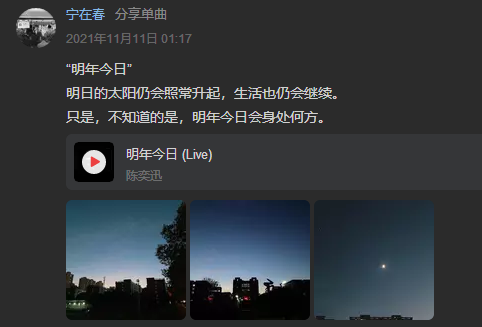 宁在春 分享单曲
2021年11月11日 01:17
“明年今日”
明日的太阳仍会照常升起，生活也仍会继续。
只是，不知道的是，明年今日会身处何方。
明年今日 (Live)
陈奕迅